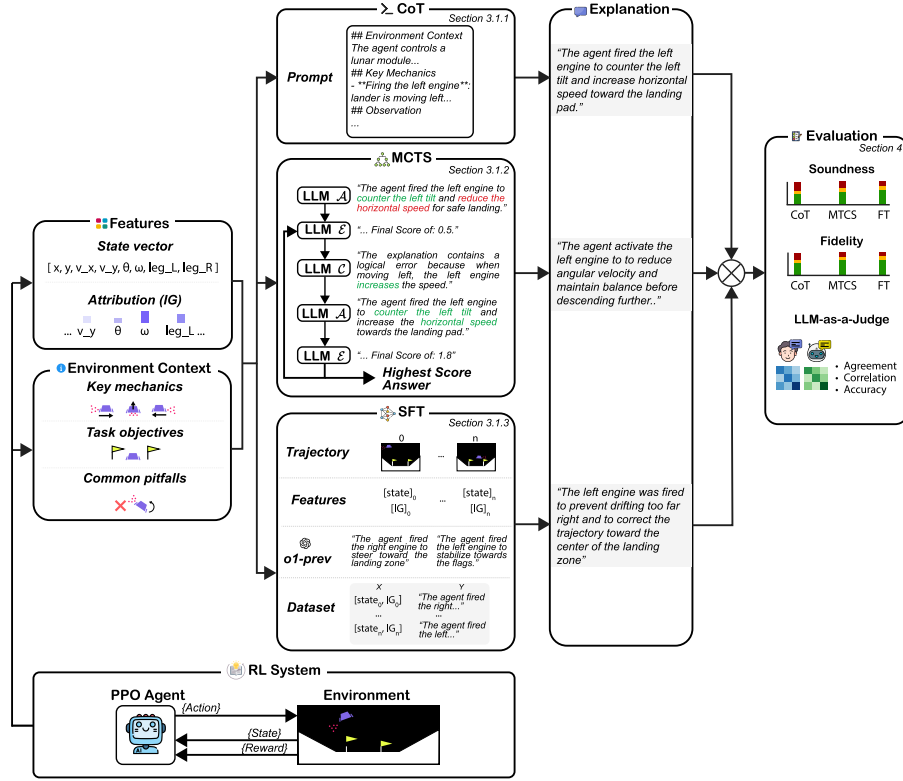 CoT
Section 3.1.1
Prompt
## Environment Context
The agent controls a
lunar module...
## Key Mechanics
- **Firing the left engine**:
lander is moving left...
## Observation
...
MCTS
Section 3.1.2
LLM A
"The agent fired the left engine to
counter the left tilt and reduce the
horizontal speed for safe landing."
LLM E
"... Final Score of: 0.5."
LLM C
"The explanation contains a
logical error because when
moving left, the left engine
increases the speed."
LLM A
"The agent fired the left engine
to counter the left tilt and
increase the horizontal speed
towards the landing pad."
LLM E
"... Final Score of: 1.8"
Highest Score
Answer
SFT
Section 3.1.3
Trajectory
0
...
n
Features
[state]0
...
[state]n
[IG]0
[IG]n
o1-prev
"The agent fired
the right engine to
steer toward the
landing zone"
"The agent fired
the left engine to
stabilize towards
the flags."
Dataset
X
Y
[state0, IG0]
"The agent fired
the right..."
...
...
[staten, IGn]
"The agent fired
the left..."
Features
State vector
[ x, y, v_x, v_y, θ, ω, leg_L, leg_R ]
Attribution (IG)
... v_y θ ω leg_L ...
Environment Context
Key mechanics
Task objectives
Common pitfalls
Explanation
"The agent fired the left
engine to counter the left
tilt and increase horizontal
speed toward the landing
pad."
"The agent activate the
left engine to to reduce
angular velocity and
maintain balance before
descending further.."
"The left engine was fired
to prevent drifting too far
right and to correct the
trajectory toward the
center of the landing
zone"
Evaluation
Section 4
Soundness
CoT MTCS FT
Fidelity
CoT MTCS FT
LLM-as-a-Judge
• Agreement
• Correlation
• Accuracy
RL System
PPO Agent
AI
{Action}
{State}
{Reward}
Environment